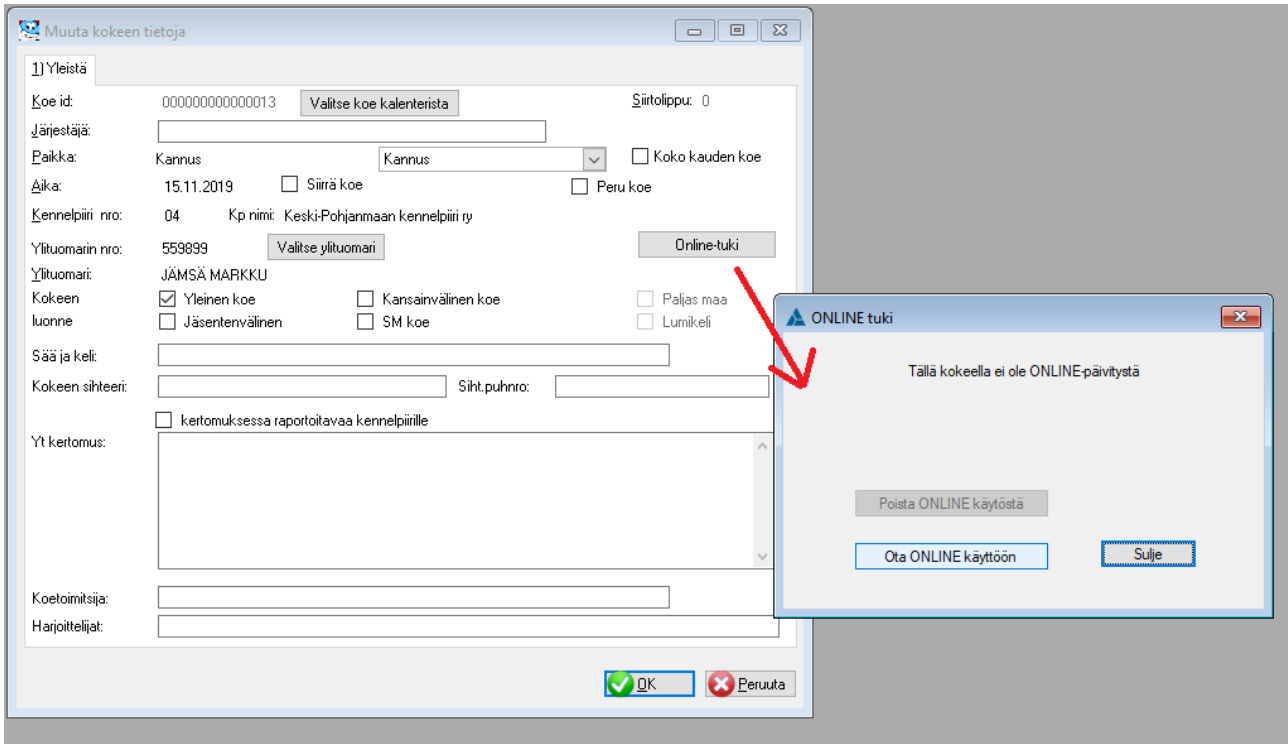 Muuta kokeen tietoja
1) Yleistä
Koe id: 000000000000013 Valitse koe kalenterista Siirtolippu: 0
Järjestäjä:
Paikka: Kannus Kannus Koko kauden koe
Aika: 15.11.2019 Siirrä koe Peru koe
Kennelpiiri nro: 04 Kp nimi: Keski-Pohjanmaan kennelpiiri ry
Ylituomarin nro: 559899 Valitse ylituomari Online-tuki
Ylituomari: JÄMSÄ MARKKU
Kokeen Yleinen koe Kansainvälinen koe Paljas maa
luonne Jäsentenvälinen SM koe Lumikeli
Sää ja keli:
Kokeen sihteeri: Siht.puhnro:
kertomuksessa raportoitavaa kennelpiirille
Yt kertomus:
Koetoimitsija:
Harjoittelijat:
OK Peruuta
ONLINE tuki
Tällä kokeella ei ole ONLINE-päivitystä
Poista ONLINE käytöstä
Ota ONLINE käyttöön Sulje